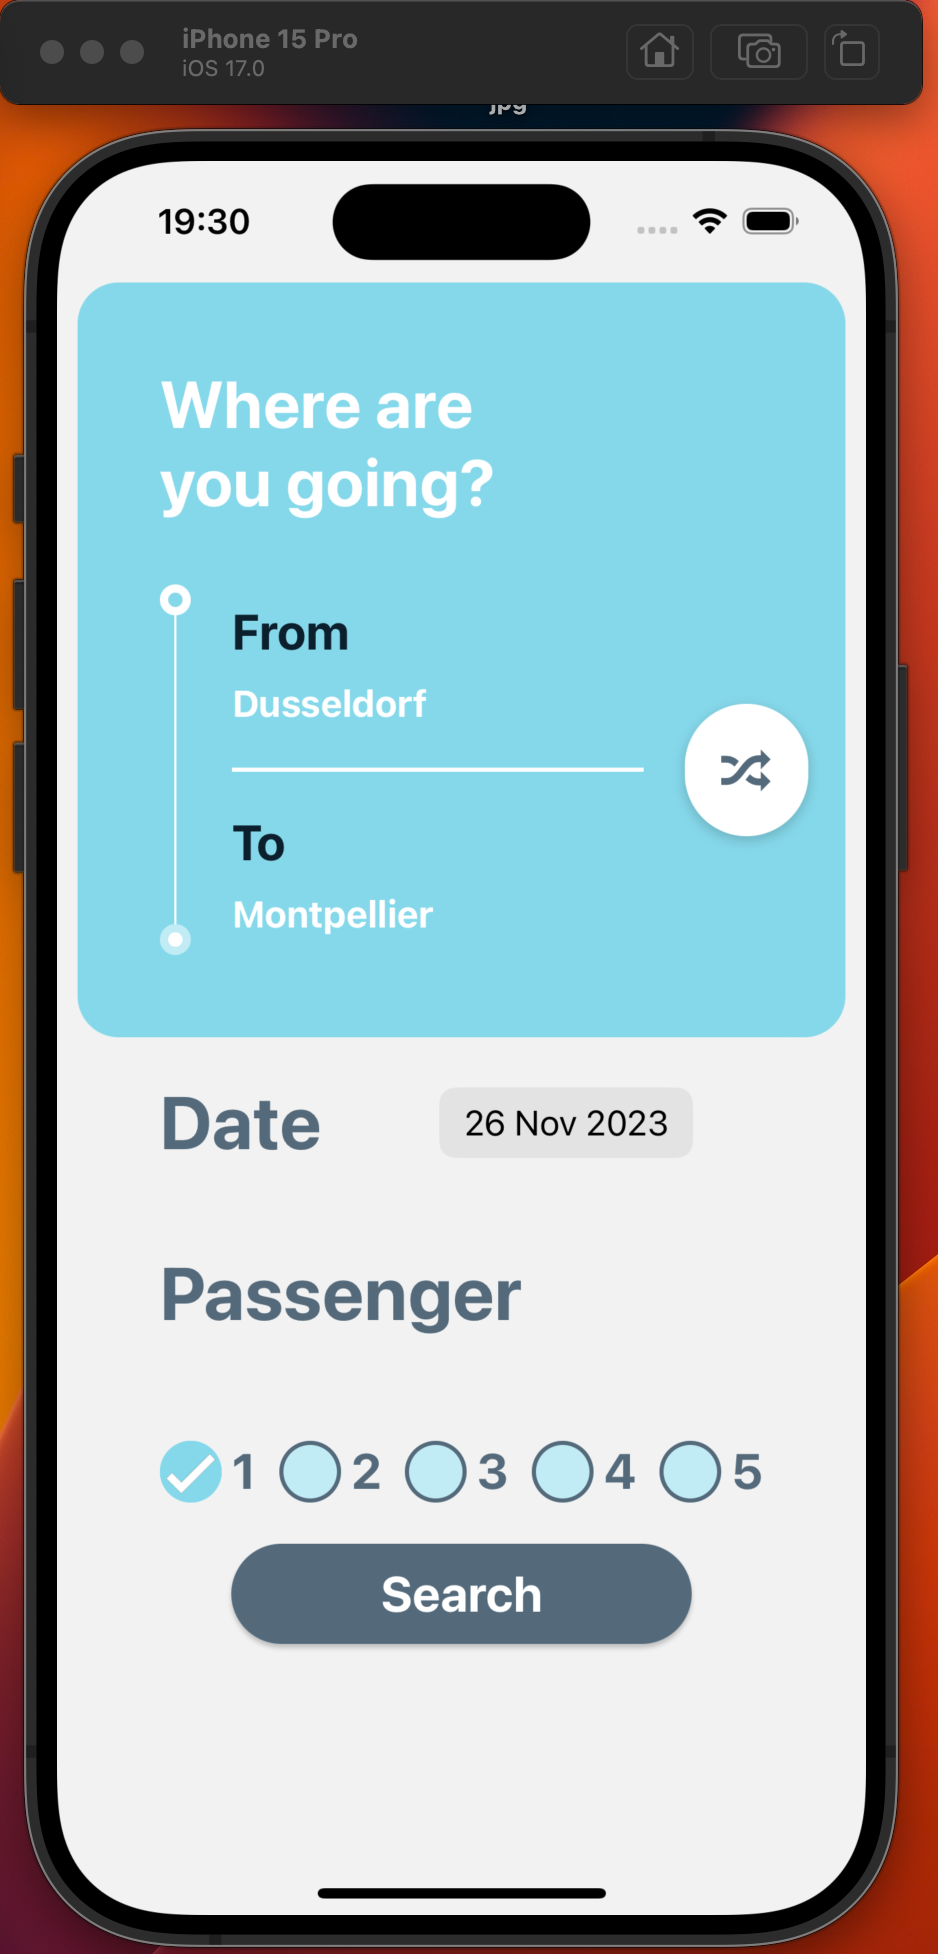 iPhone 15 Pro
iOS 17.0
jpg
19:30
Where are
you going?
From
Dusseldorf
To
Montpellier
Date 26 Nov 2023
Passenger
1 2 3 4 5
Search